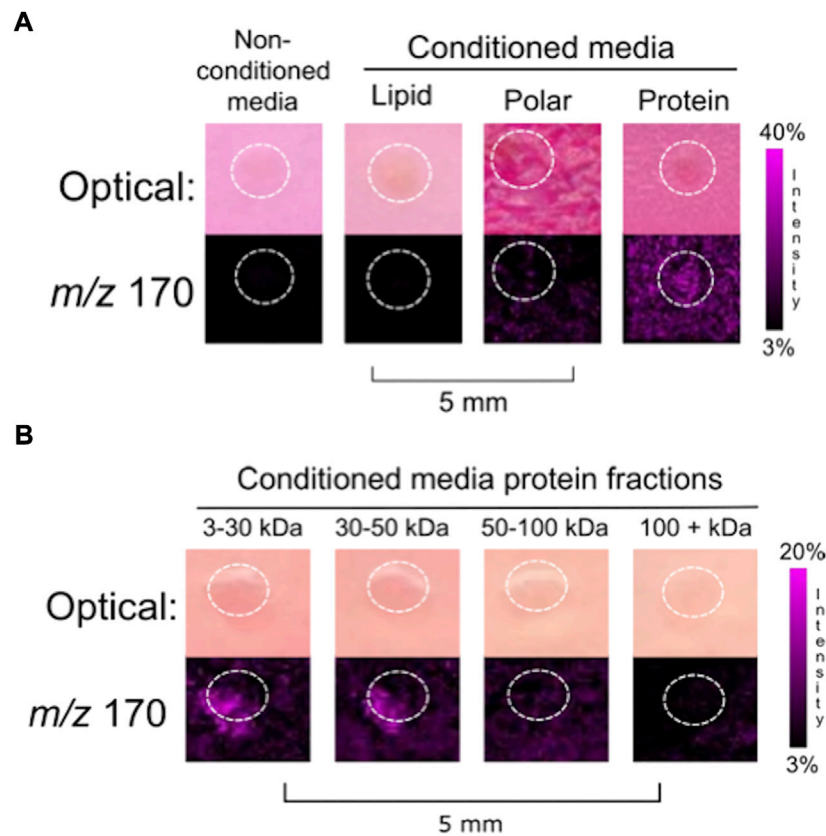 A
Non-
conditioned
media
Conditioned media
Lipid Polar Protein
Optical:
m/z 170
40%
Intensity
3%
5 mm
B
Conditioned media protein fractions
3-30 kDa 30-50 kDa 50-100 kDa 100 + kDa
Optical:
m/z 170
20%
Intensity
3%
5 mm